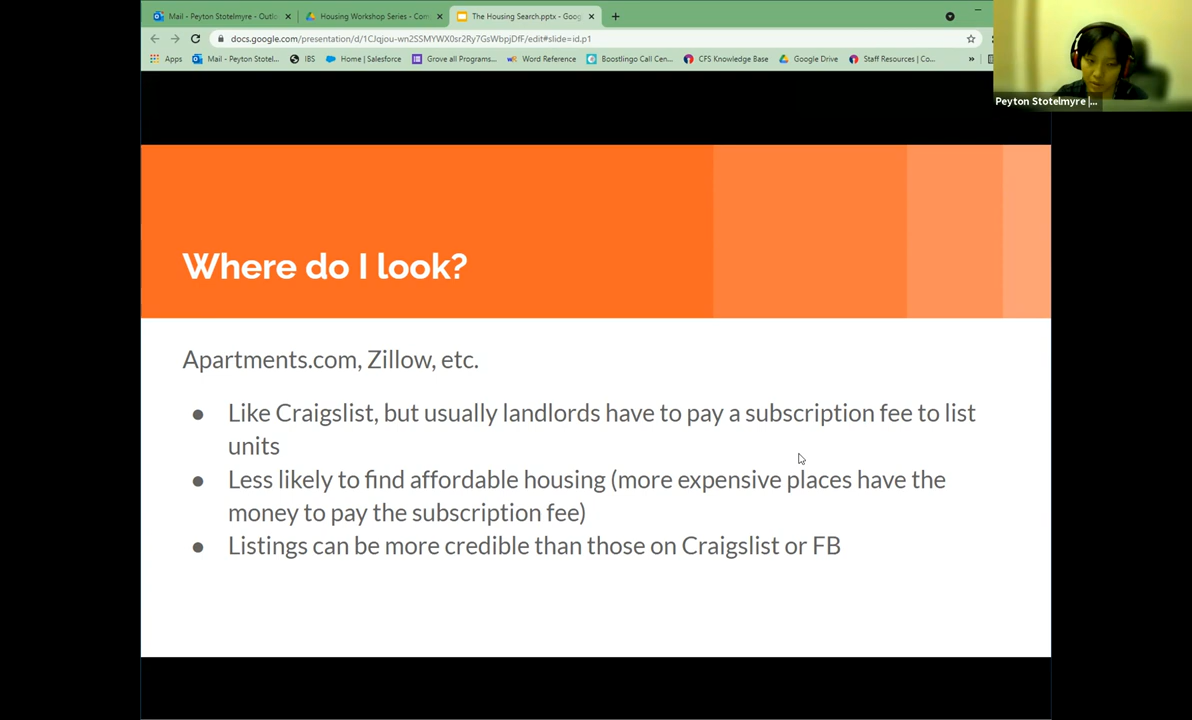 Mail - Peyton Stotelmyre - Outlo
Housing Workshop Series - Com
The Housing Search.pptx - Goog
docs.google.com/presentation/d/1CJqjou-wn2SSMYWX0sr2Ry7GsWbpjDfF/edit#slide=id.p1
Apps
Mail - Peyton Stotel...
IBS
Home | Salesforce
Grove all Programs...
Word Reference
Boostlingo Call Cen...
CFS Knowledge Base
Google Drive
Staff Resources | Co...
»
Peyton Stotelmyre |...
Where do I look?
Apartments.com, Zillow, etc.
● Like Craigslist, but usually landlords have to pay a subscription fee to list
units
● Less likely to find affordable housing (more expensive places have the
money to pay the subscription fee)
● Listings can be more credible than those on Craigslist or FB